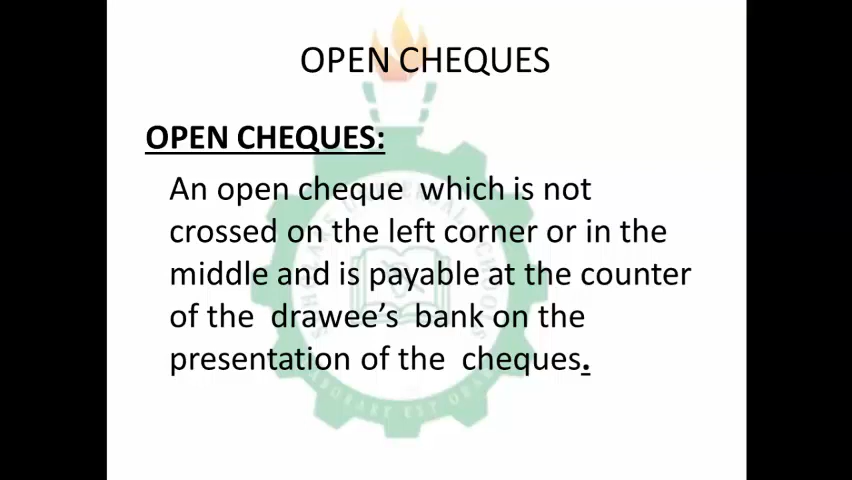 OPEN CHEQUES
OPEN CHEQUES:
An open cheque which is not
crossed on the left corner or in the
middle and is payable at the counter
of the drawee's bank on the
presentation of the cheques.